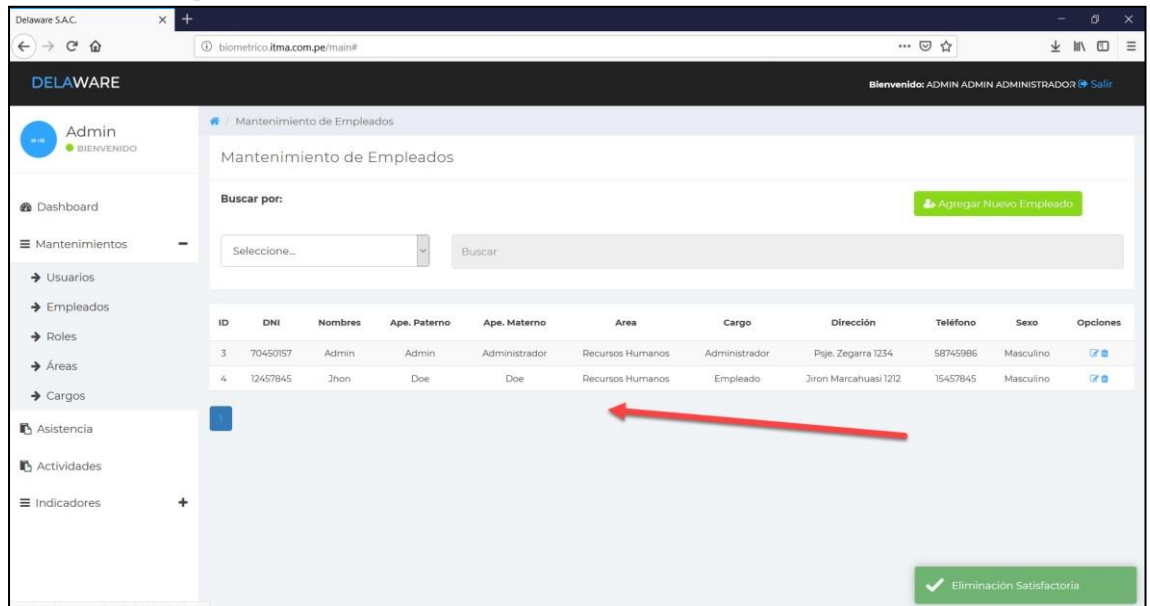 Delaware S.A.C.
biometrico.itma.com.pe/main#
DELAWARE
Bienvenido: ADMIN ADMIN ADMINISTRADOR Salir
Admin
BIENVENIDO
Dashboard
Mantenimientos
Usuarios
Empleados
Roles
Áreas
Cargos
Asistencia
Actividades
Indicadores
/ Mantenimiento de Empleados
Mantenimiento de Empleados
Buscar por:
Agregar Nuevo Empleado
Seleccione... Buscar
ID DNI Nombres Ape. Paterno Ape. Materno Area Cargo Dirección Teléfono Sexo Opciones
3 70450157 Admin Admin Administrador Recursos Humanos Administrador Psje. Zegarra 1234 58745986 Masculino
4 12457845 Jhon Doe Doe Recursos Humanos Empleado Jiron Marcahuasi 1212 15457845 Masculino
1
Eliminación Satisfactoria